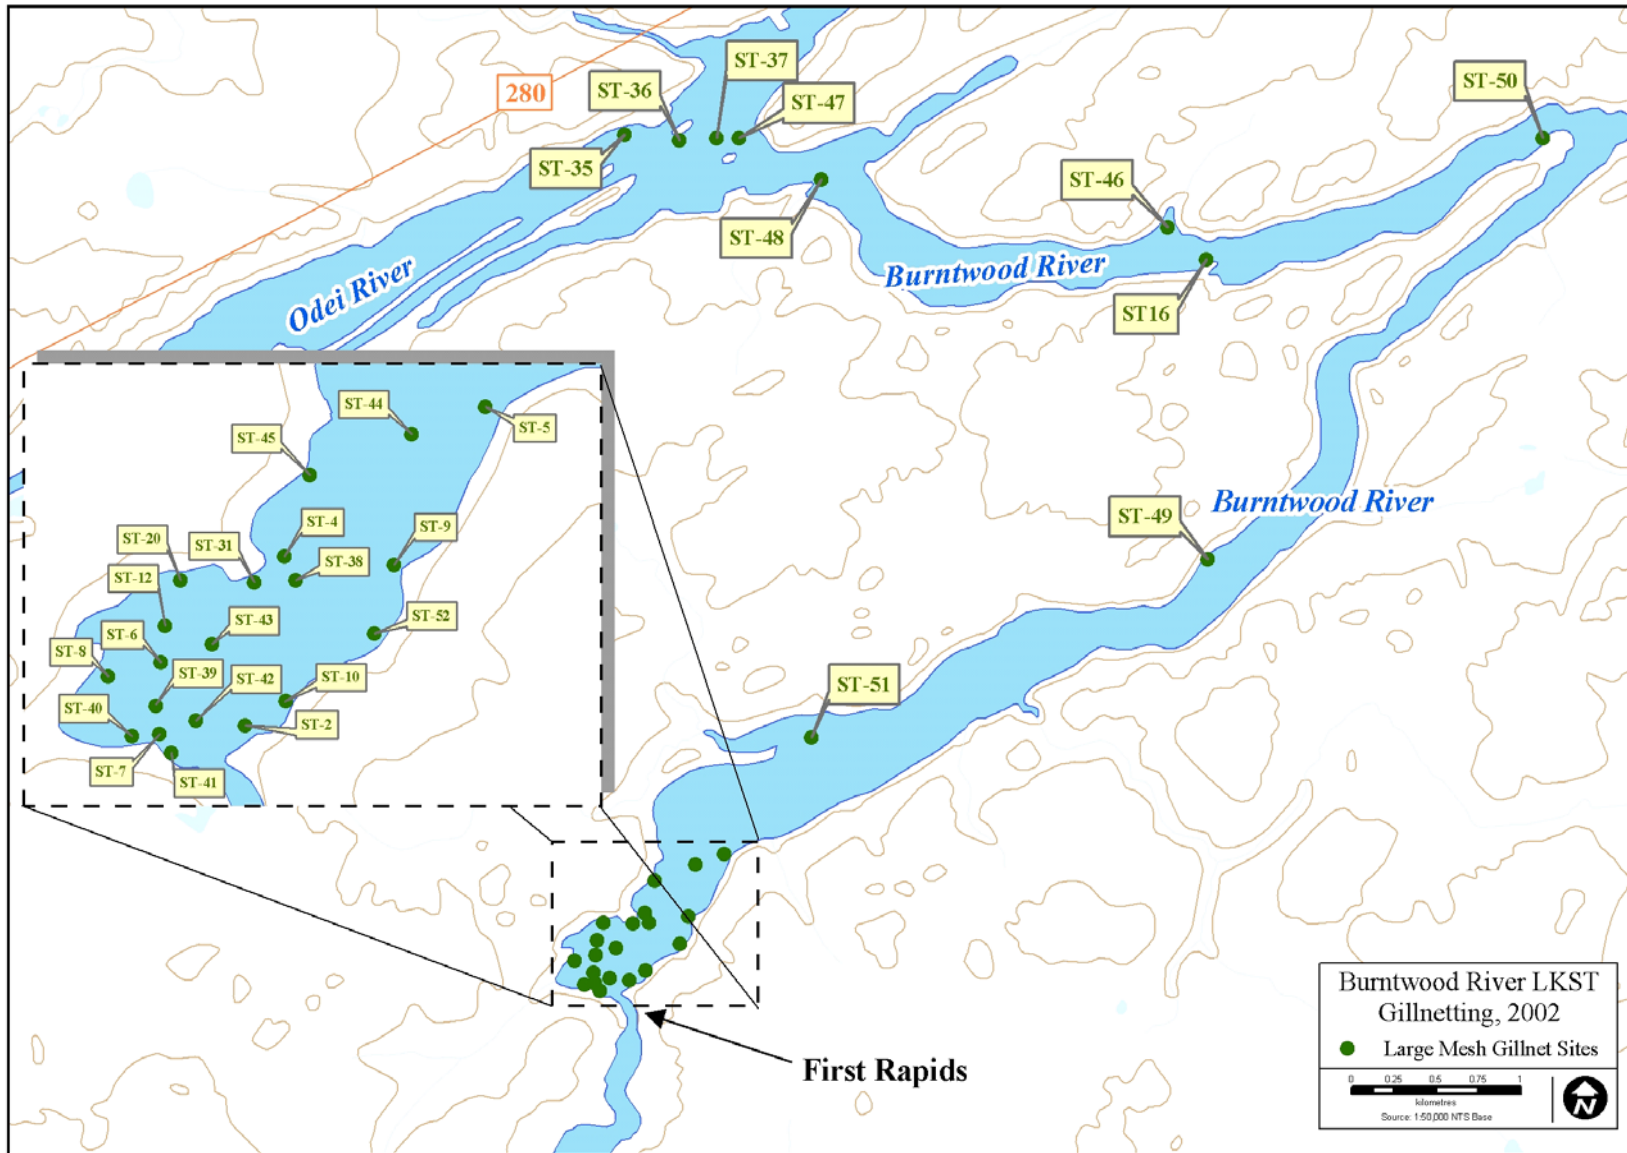 ST-37
ST-50
ST-36
280
ST-47
ST-35
ST-46
ST-48
Odei River
Burntwood River
ST16
ST-44
ST-5
ST-45
ST-4
ST-9
ST-20
ST-31
ST-38
ST-12
ST-43
ST-52
ST-6
ST-8
ST-39
ST-42
ST-10
ST-40
ST-2
ST-7
ST-41
Burntwood River
ST-49
ST-51
First Rapids
Burntwood River LKST
Gillnetting, 2002
Large Mesh Gillnet Sites
0 0.25 0.5 0.75 1
kilometres
Source: 1:50,000 NTS Base
N